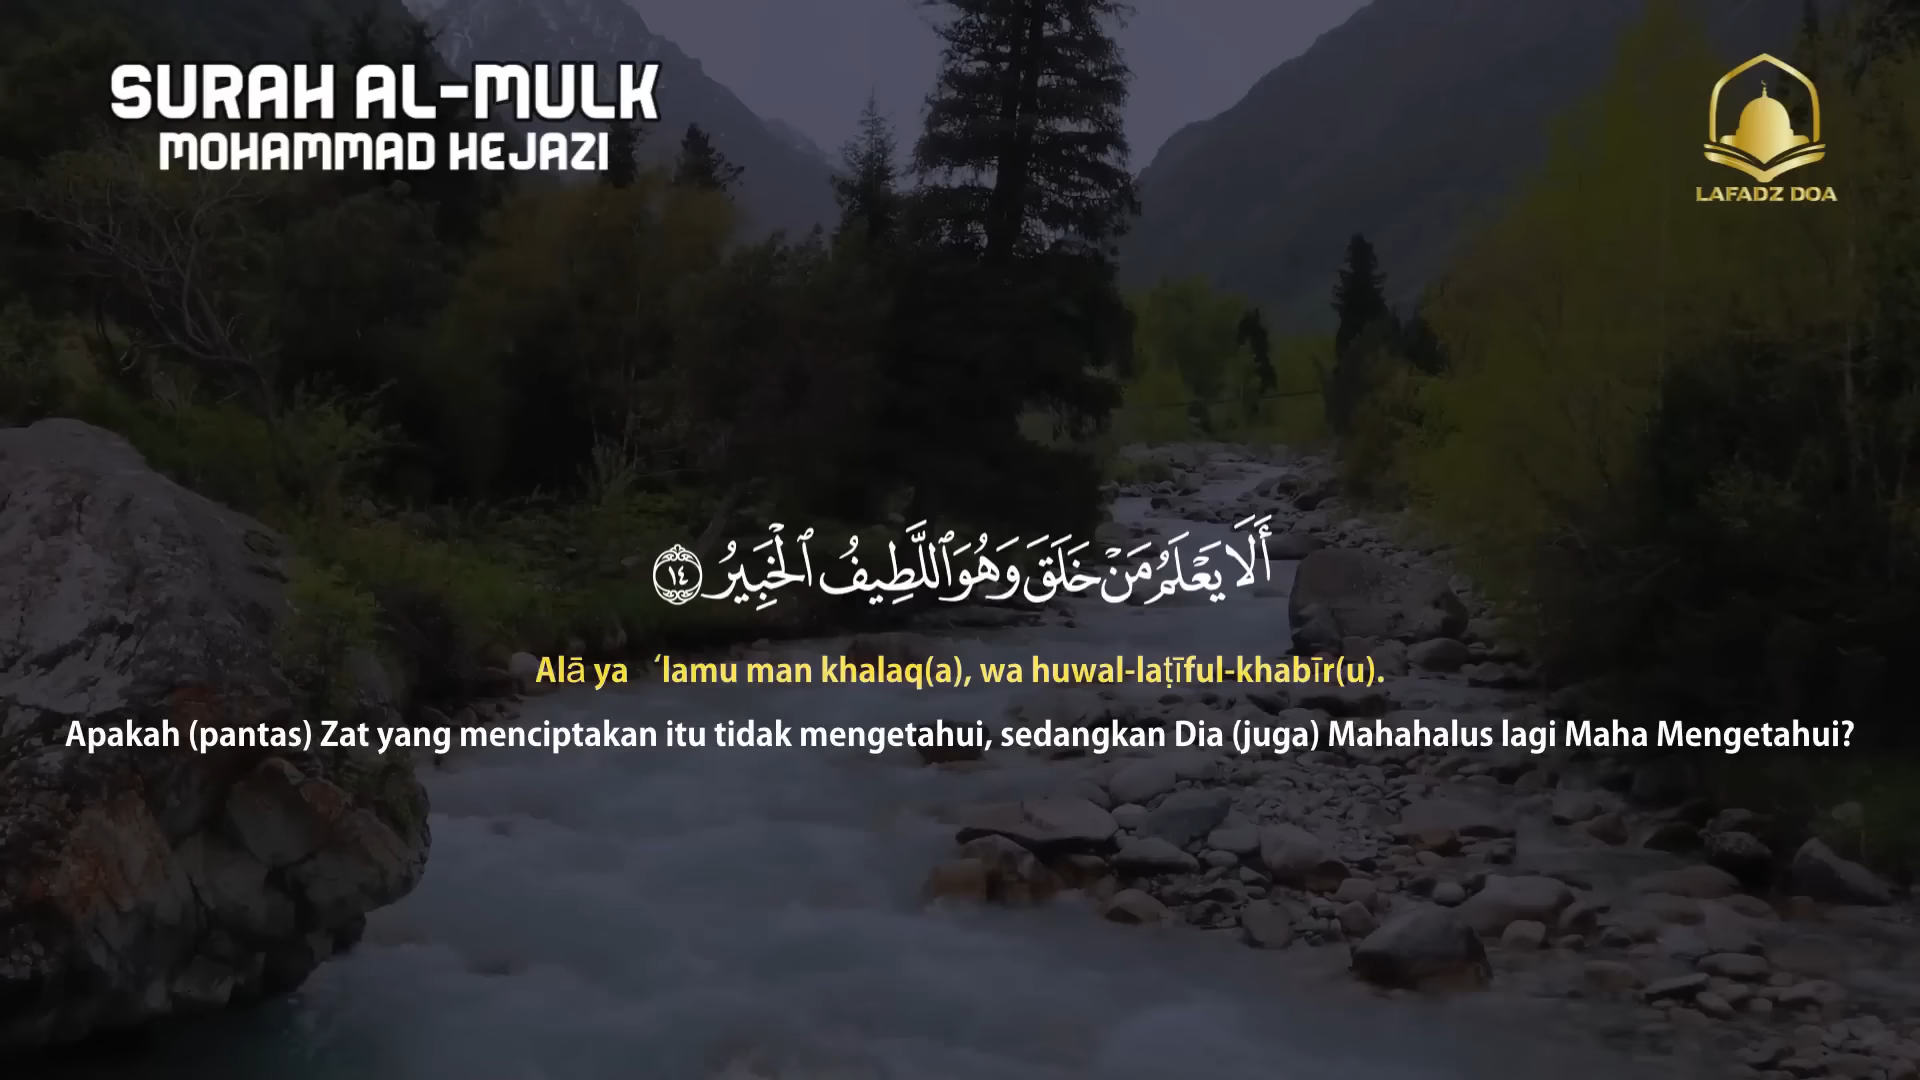 SURAH AL-MULK
MOHAMMAD HEJAZI
LAFADZ DOA
أَلَا يَعْلَمُ مَنْ خَلَقَ وَهُوَ ٱللَّطِيفُ ٱلْخَبِيرُ ١٤
Alā ya ‘lamu man khalaq(a), wa huwal-laṭīful-khabīr(u).
Apakah (pantas) Zat yang menciptakan itu tidak mengetahui, sedangkan Dia (juga) Mahahalus lagi Maha Mengetahui?